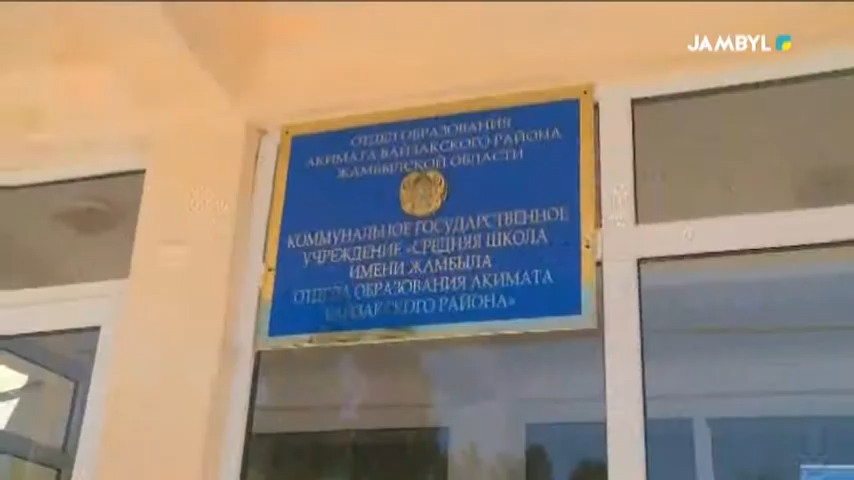 JAMBYL
ОТДЕЛ ОБРАЗОВАНИЯ
АКИМАТА БАЙЗАКСКОГО РАЙОНА
ЖАМБЫЛСКОЙ ОБЛАСТИ
КОММУНАЛЬНОЕ ГОСУДАРСТВЕННОЕ
УЧРЕЖДЕНИЕ «СРЕДНЯЯ ШКОЛА
ИМЕНИ ЖАМБЫЛА
ОТДЕЛА ОБРАЗОВАНИЯ АКИМАТА
БАЙЗАКСКОГО РАЙОНА»